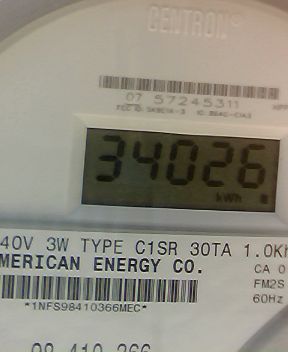 CENTRON
07 57245311
34026
kWh
40V 3W TYPE C1SR 30TA 1.0Kh
MERICAN ENERGY CO.
CA 0
FM2S
60Hz
*1NFS98410366MEC*
98 410 366